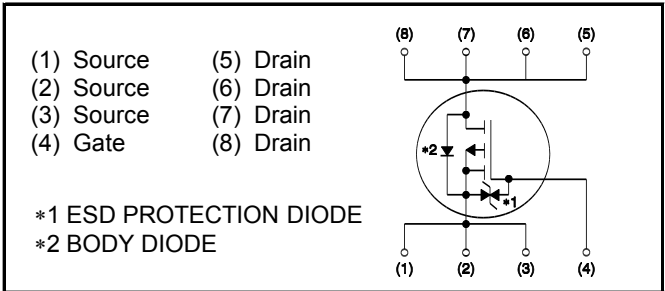 (1) Source (5) Drain
(2) Source (6) Drain
(3) Source (7) Drain
(4) Gate (8) Drain
∗1 ESD PROTECTION DIODE
∗2 BODY DIODE
(8) (7) (6) (5)
∗2
∗1
(1) (2) (3) (4)